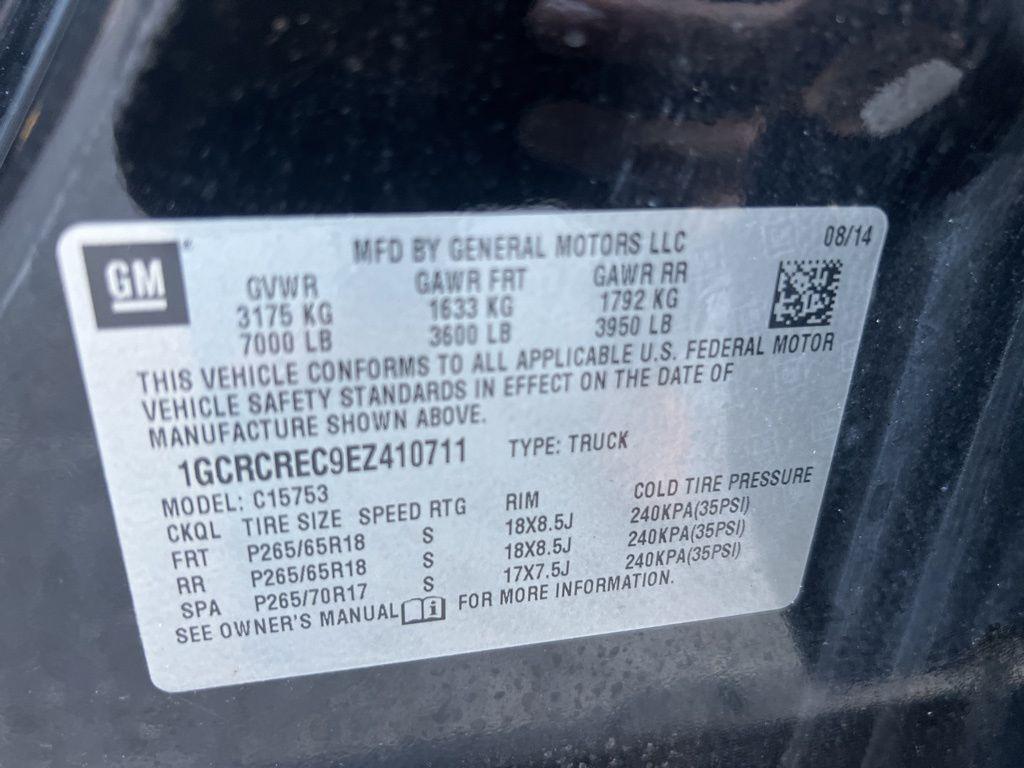 GM
MFD BY GENERAL MOTORS LLC 08/14
GVWR GAWR FRT GAWR RR
3175 KG 1633 KG 1792 KG
7000 LB 3600 LB 3950 LB
THIS VEHICLE CONFORMS TO ALL APPLICABLE U.S. FEDERAL MOTOR
VEHICLE SAFETY STANDARDS IN EFFECT ON THE DATE OF
MANUFACTURE SHOWN ABOVE.
1GCRCREC9EZ410711 TYPE: TRUCK
MODEL: C15753
CKQL TIRE SIZE SPEED RTG RIM COLD TIRE PRESSURE
FRT P265/65R18 S 18X8.5J 240KPA(35PSI)
RR P265/65R18 S 18X8.5J 240KPA(35PSI)
SPA P265/70R17 S 17X7.5J 240KPA(35PSI)
SEE OWNER'S MANUAL FOR MORE INFORMATION.